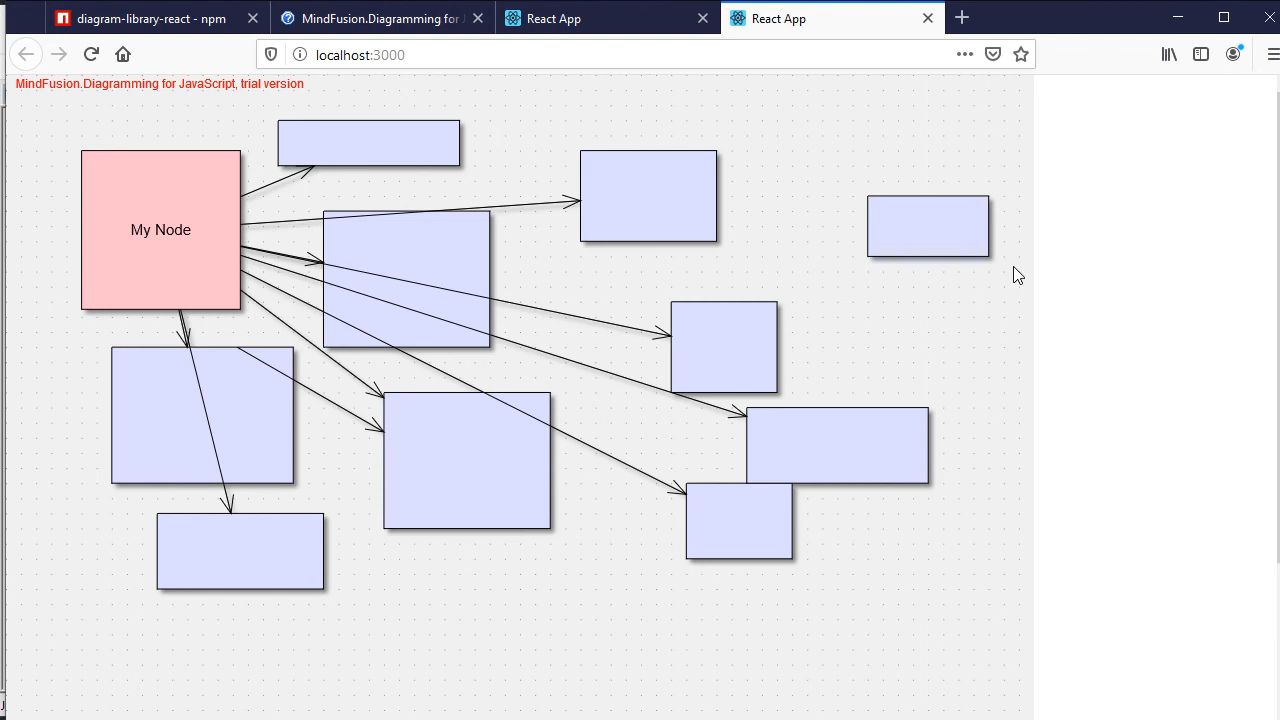 diagram-library-react - npm
MindFusion.Diagramming for J
React App
React App
localhost:3000
MindFusion.Diagramming for JavaScript, trial version
My Node